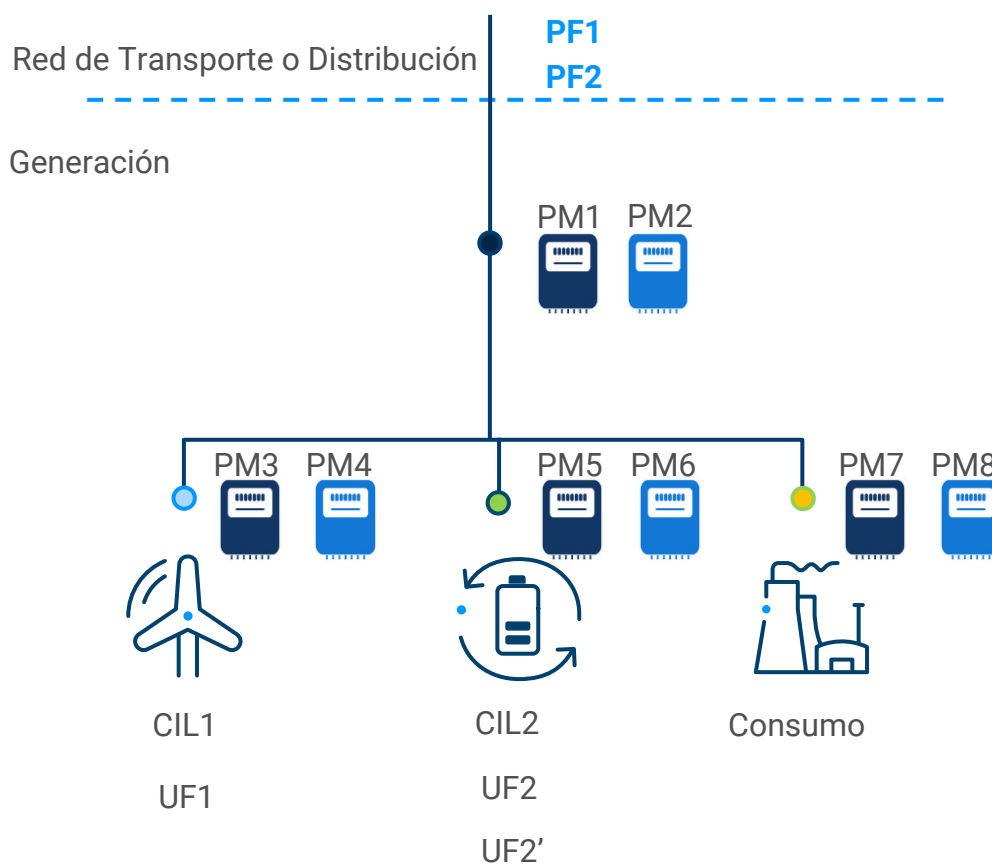 PF1
Red de Transporte o Distribución
PF2
Generación
PM1 PM2
PM3 PM4 PM5 PM6 PM7 PM8
CIL1 CIL2 Consumo
UF1 UF2
UF2’